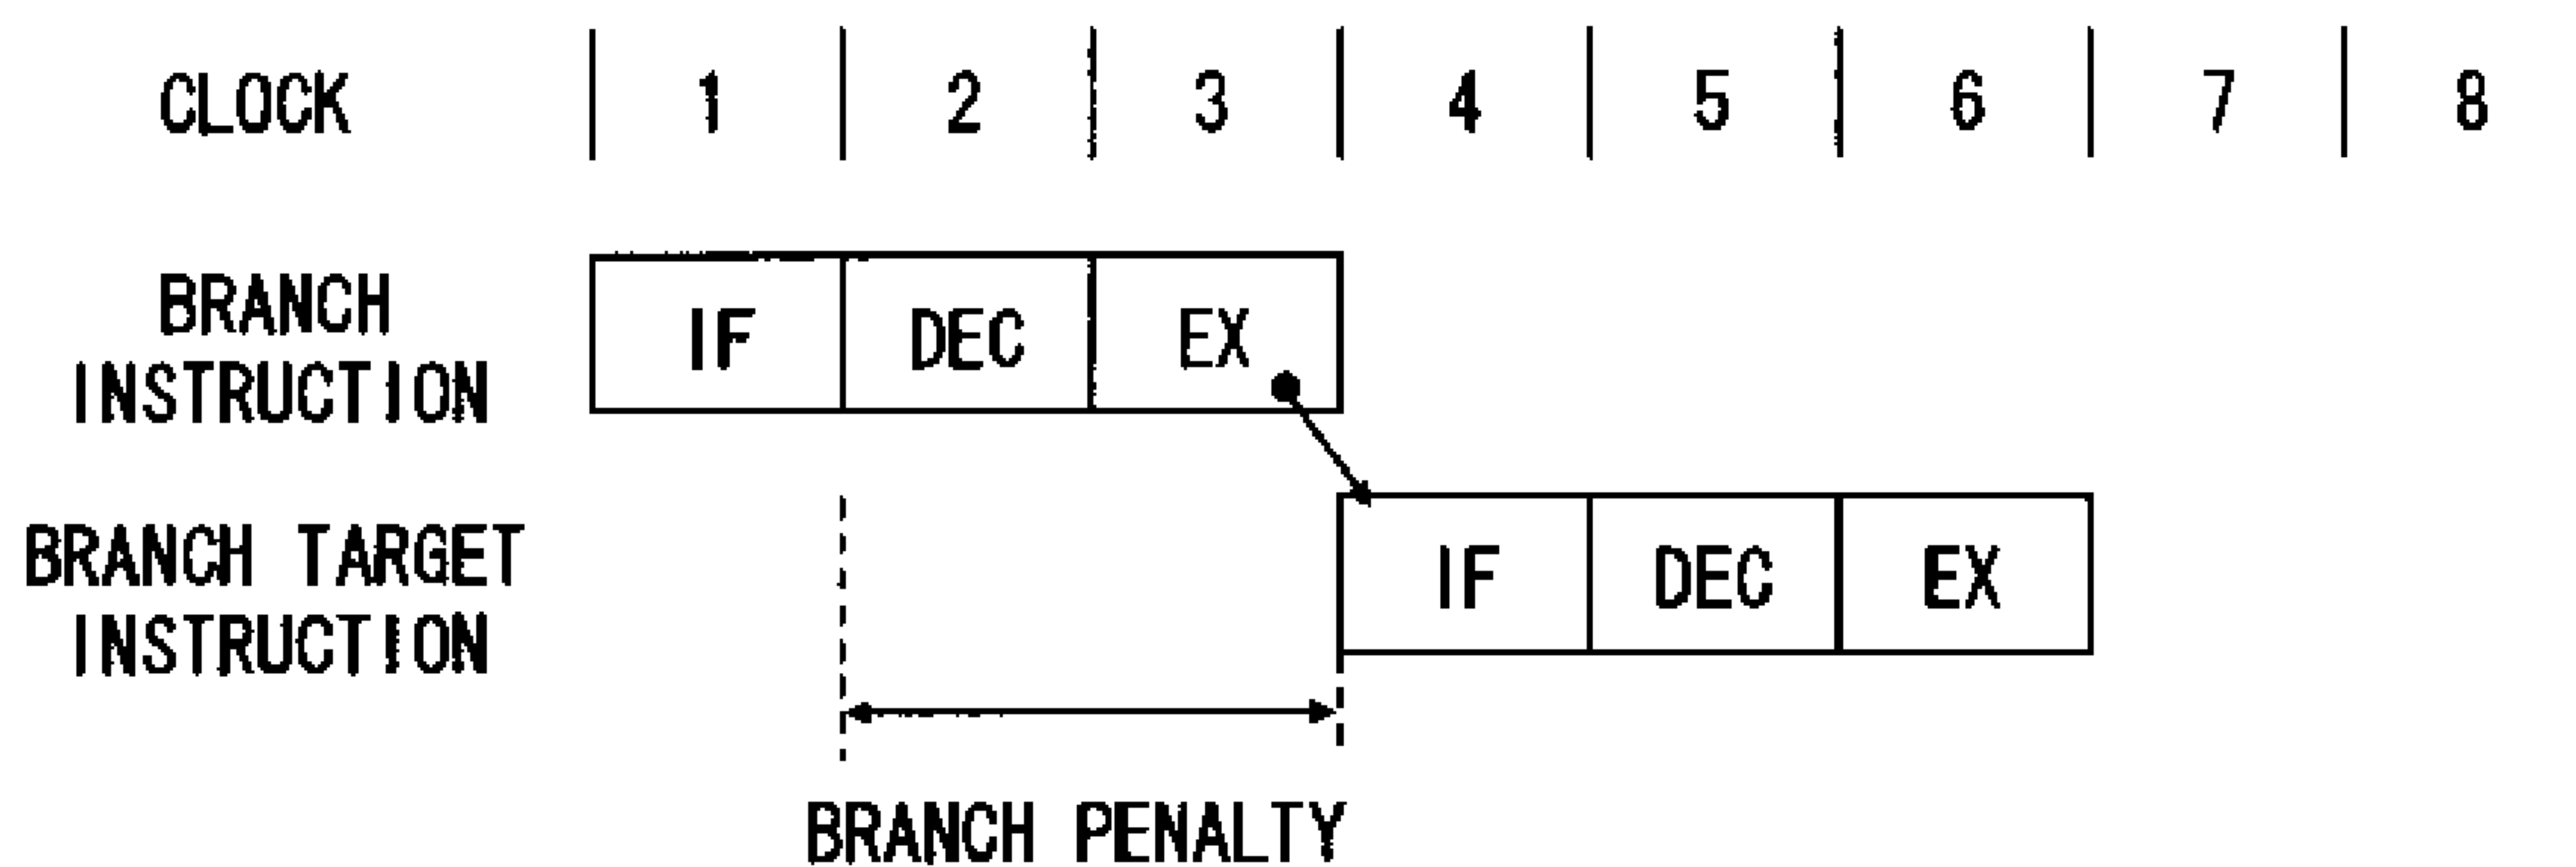 CLOCK 1 2 3 4 5 6 7 8
BRANCH
INSTRUCTION
IF DEC EX
BRANCH TARGET
INSTRUCTION
IF DEC EX
BRANCH PENALTY